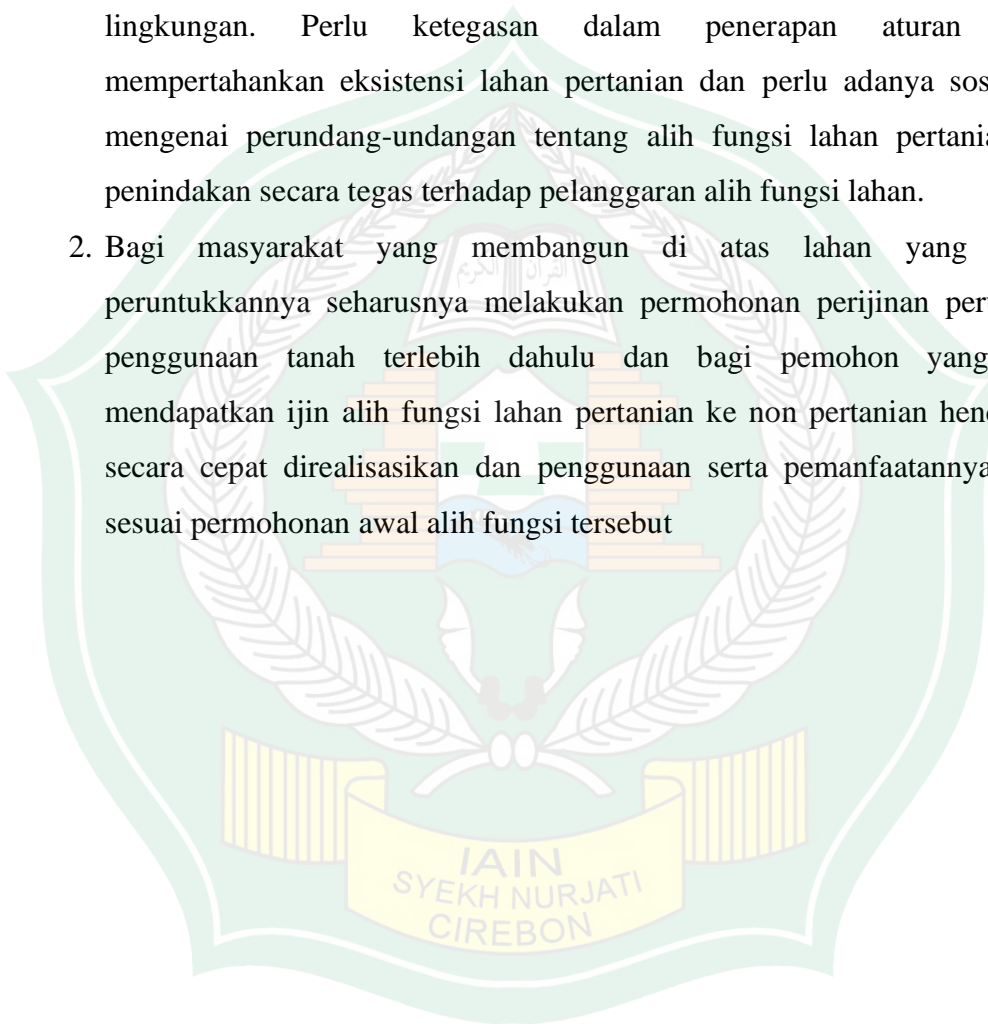 lingkungan. Perlu ketegasan dalam penerapan aturan
mempertahankan eksistensi lahan pertanian dan perlu adanya sos
mengenai perundang-undangan tentang alih fungsi lahan pertania
penindakan secara tegas terhadap pelanggaran alih fungsi lahan.
2. Bagi masyarakat yang membangun di atas lahan yang
peruntukkannya seharusnya melakukan permohonan perijinan per
penggunaan tanah terlebih dahulu dan bagi pemohon yang
mendapatkan ijin alih fungsi lahan pertanian ke non pertanian hen
secara cepat direalisasikan dan penggunaan serta pemanfaatannya
sesuai permohonan awal alih fungsi tersebut
القرآن الكريم
IAIN
SYEKH NURJATI
CIREBON